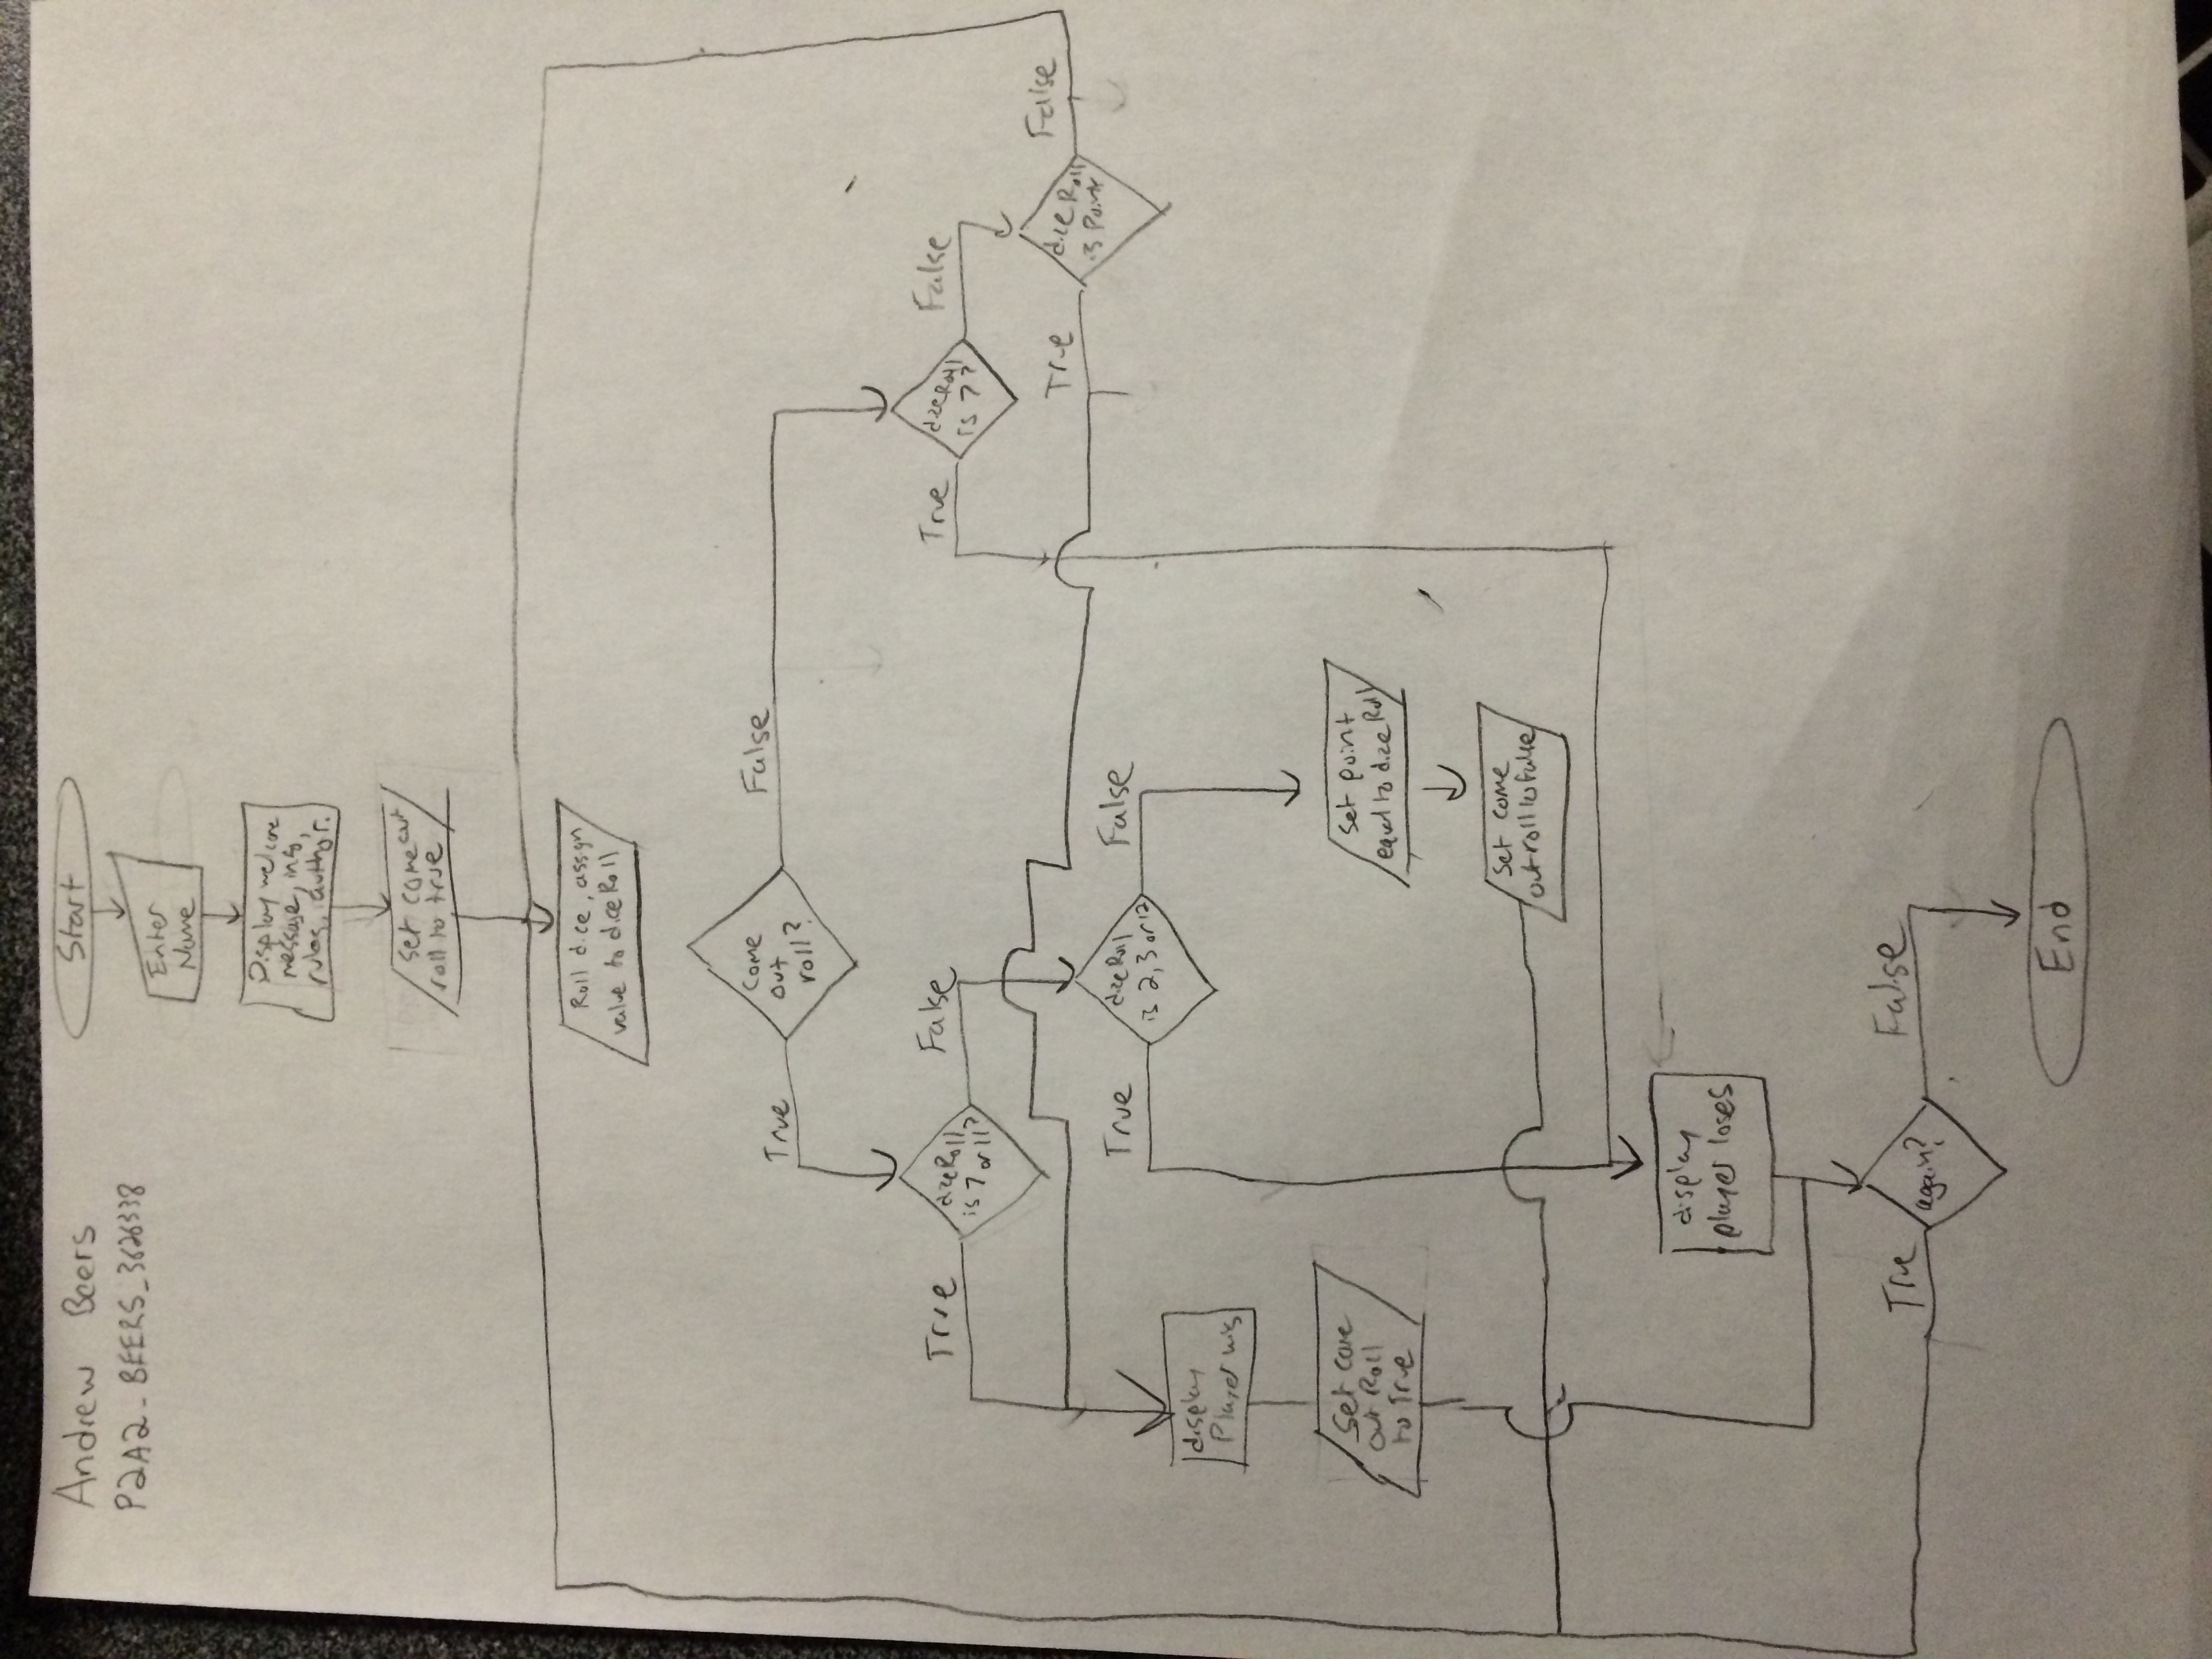 Andrew Beers
P2A2_BEERS_3626338
Start
Enter
Name
Display welcome
message, info,
rules, author.
Set come out
roll to true
Roll dice, assign
value to diceRoll
Come
out
roll?
True
False
diceRoll
is 7 or 11?
True
False
diceRoll
is 7?
True
False
diceRoll
is Point
True
False
diceRoll
is 2, 3 or 12
True
False
display
Player wins
Set come
out Roll
to True
Set point
equal to diceRoll
Set come
out roll to false
display
player loses
again?
True
False
End